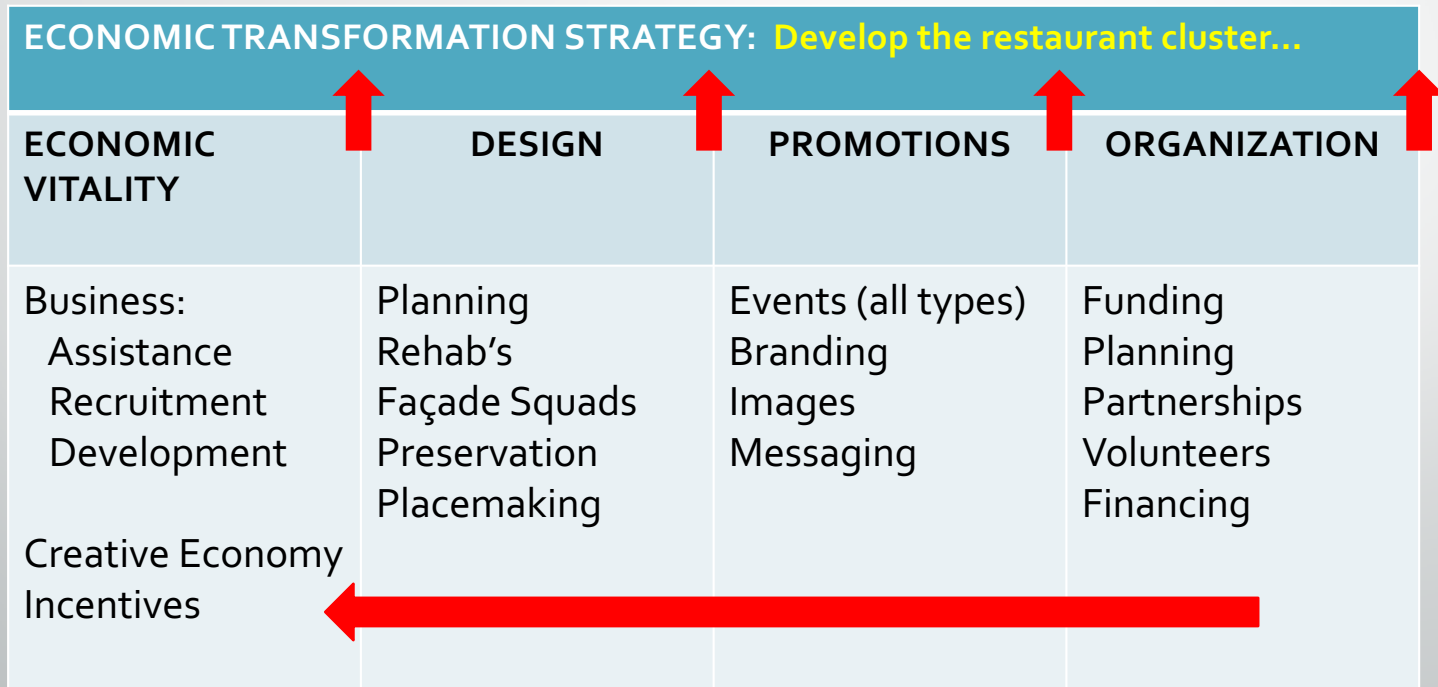 ECONOMIC TRANSFORMATION STRATEGY: Develop the restaurant cluster…
ECONOMIC
VITALITY
DESIGN
PROMOTIONS
ORGANIZATION
Business:
Assistance
Recruitment
Development
Creative Economy
Incentives
Planning
Rehab’s
Façade Squads
Preservation
Placemaking
Events (all types)
Branding
Images
Messaging
Funding
Planning
Partnerships
Volunteers
Financing